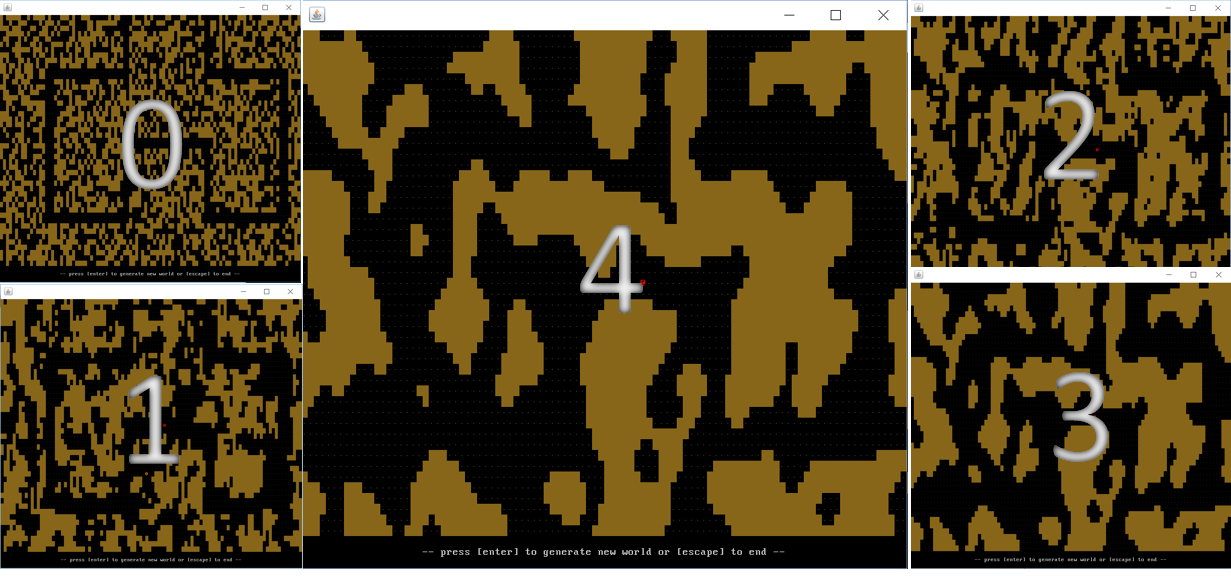 0
-- press [enter] to generate new world or [escape] to end --
1
-- press [enter] to generate new world or [escape] to end --
4
-- press [enter] to generate new world or [escape] to end --
2
3
-- press [enter] to generate new world or [escape] to end --